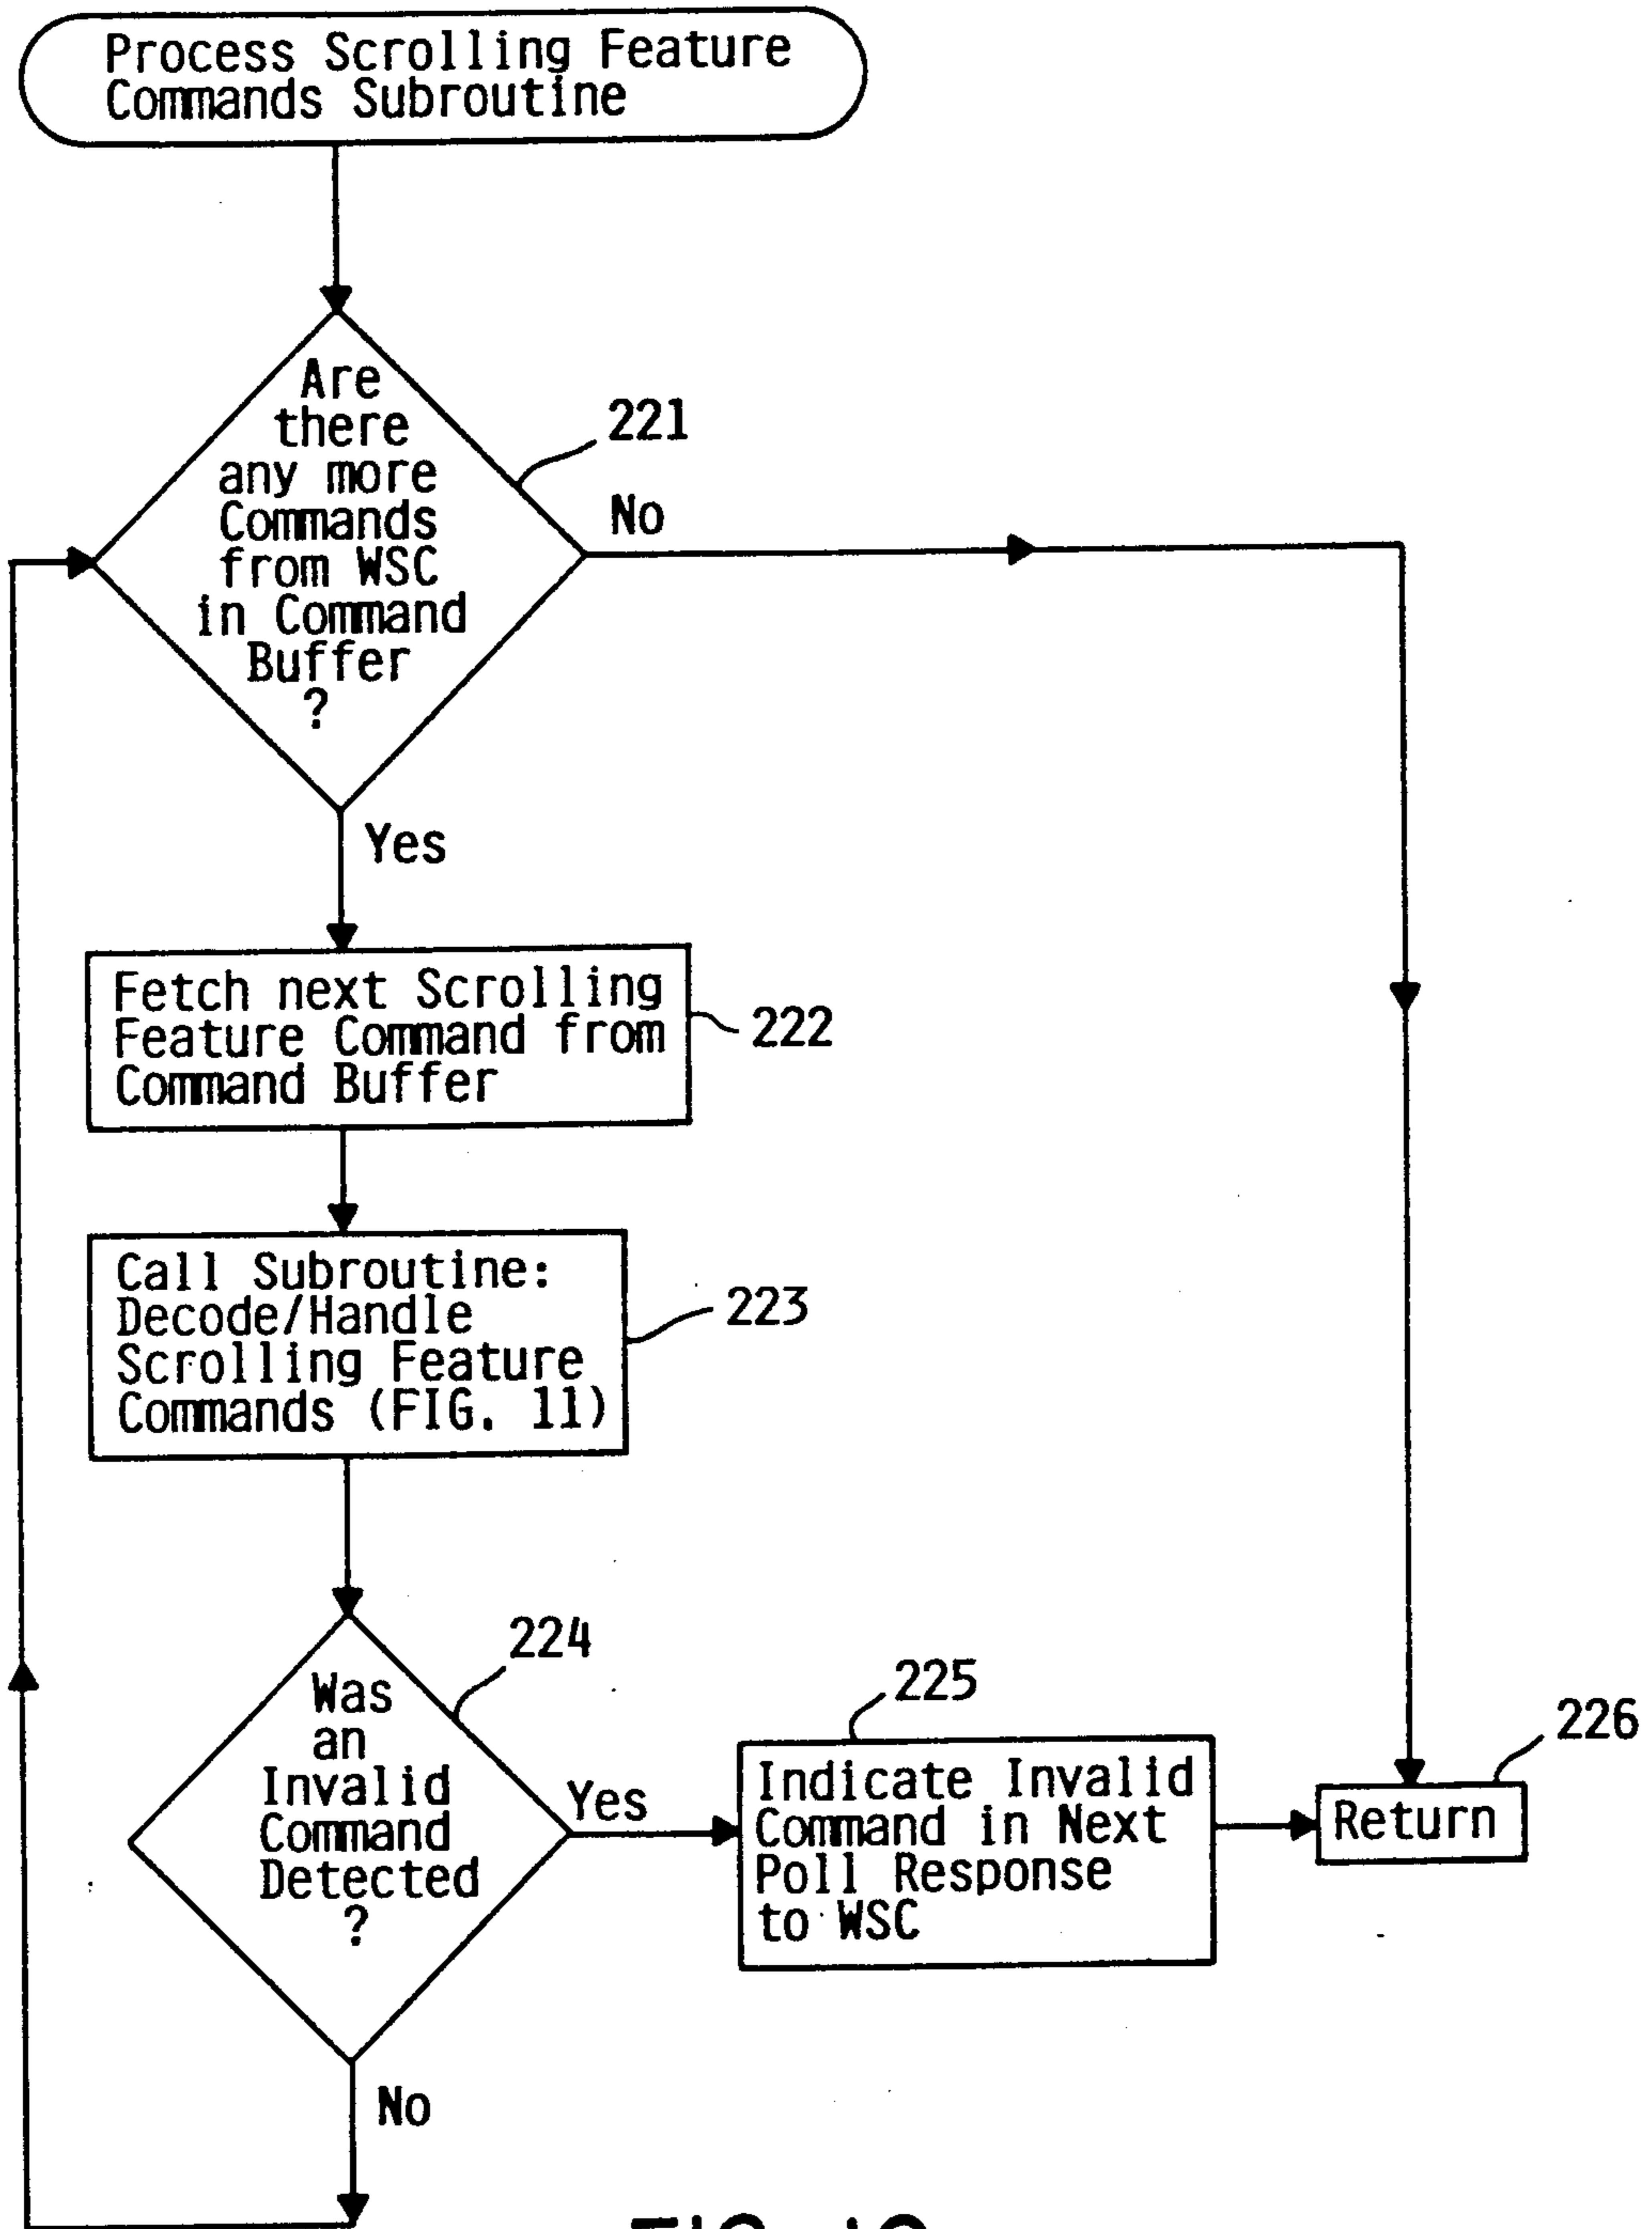 Process Scrolling Feature
Commands Subroutine
Are
there
any more
Commands
from WSC
in Command
Buffer
?
221
No
Yes
Fetch next Scrolling
Feature Command from
Command Buffer
222
Call Subroutine:
Decode/Handle
Scrolling Feature
Commands (FIG. 11)
223
Was
an
Invalid
Command
Detected
?
224
Yes
225
Indicate Invalid
Command in Next
Poll Response
to WSC
226
Return
No